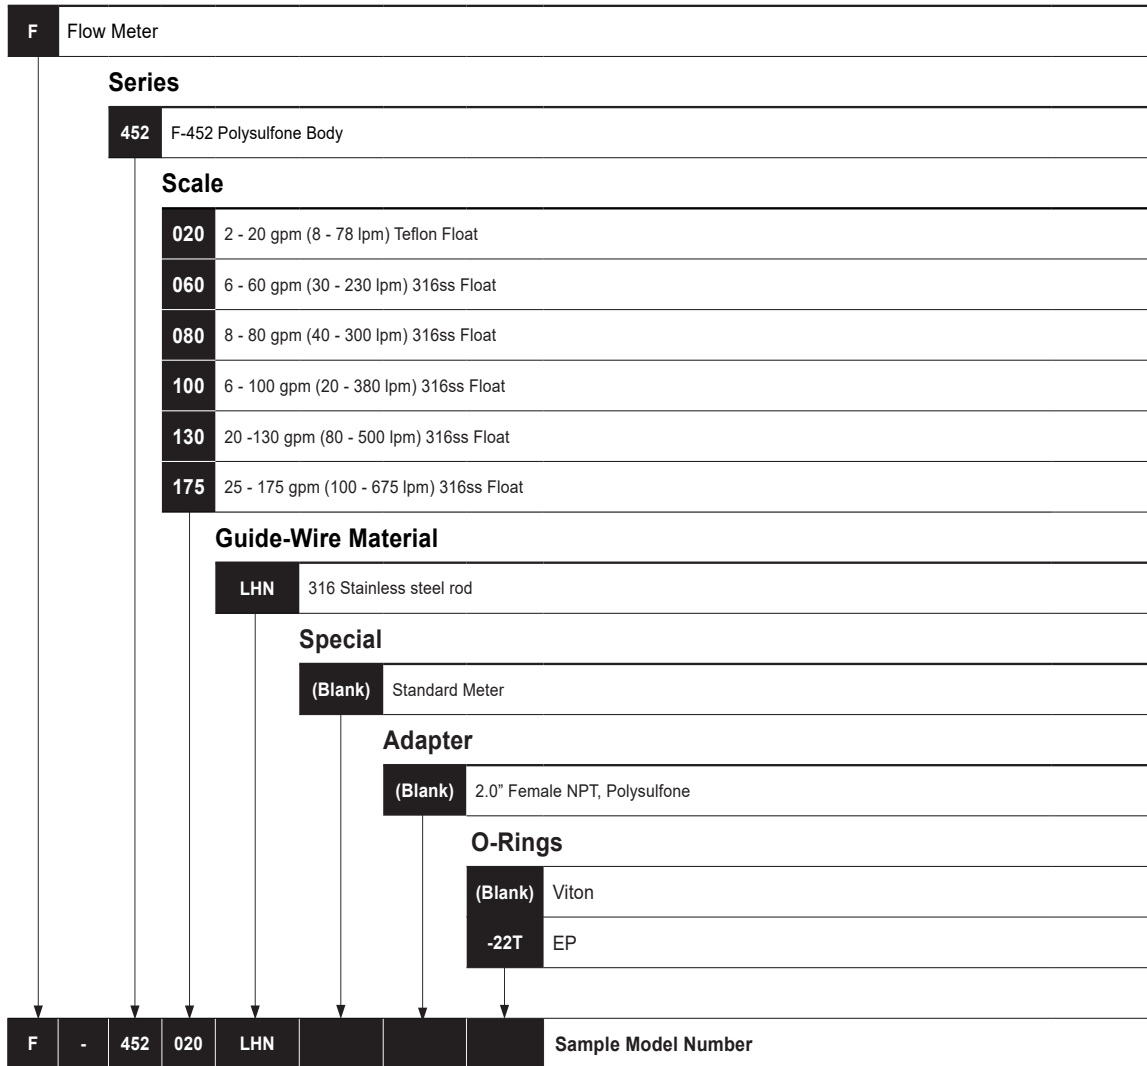 F Flow Meter
Series
452 F-452 Polysulfone Body
Scale
020 2 - 20 gpm (8 - 78 lpm) Teflon Float
060 6 - 60 gpm (30 - 230 lpm) 316ss Float
080 8 - 80 gpm (40 - 300 lpm) 316ss Float
100 6 - 100 gpm (20 - 380 lpm) 316ss Float
130 20 -130 gpm (80 - 500 lpm) 316ss Float
175 25 - 175 gpm (100 - 675 lpm) 316ss Float
Guide-Wire Material
LHN 316 Stainless steel rod
Special
(Blank) Standard Meter
Adapter
(Blank) 2.0” Female NPT, Polysulfone
O-Rings
(Blank) Viton
-22T EP
F - 452 020 LHN Sample Model Number